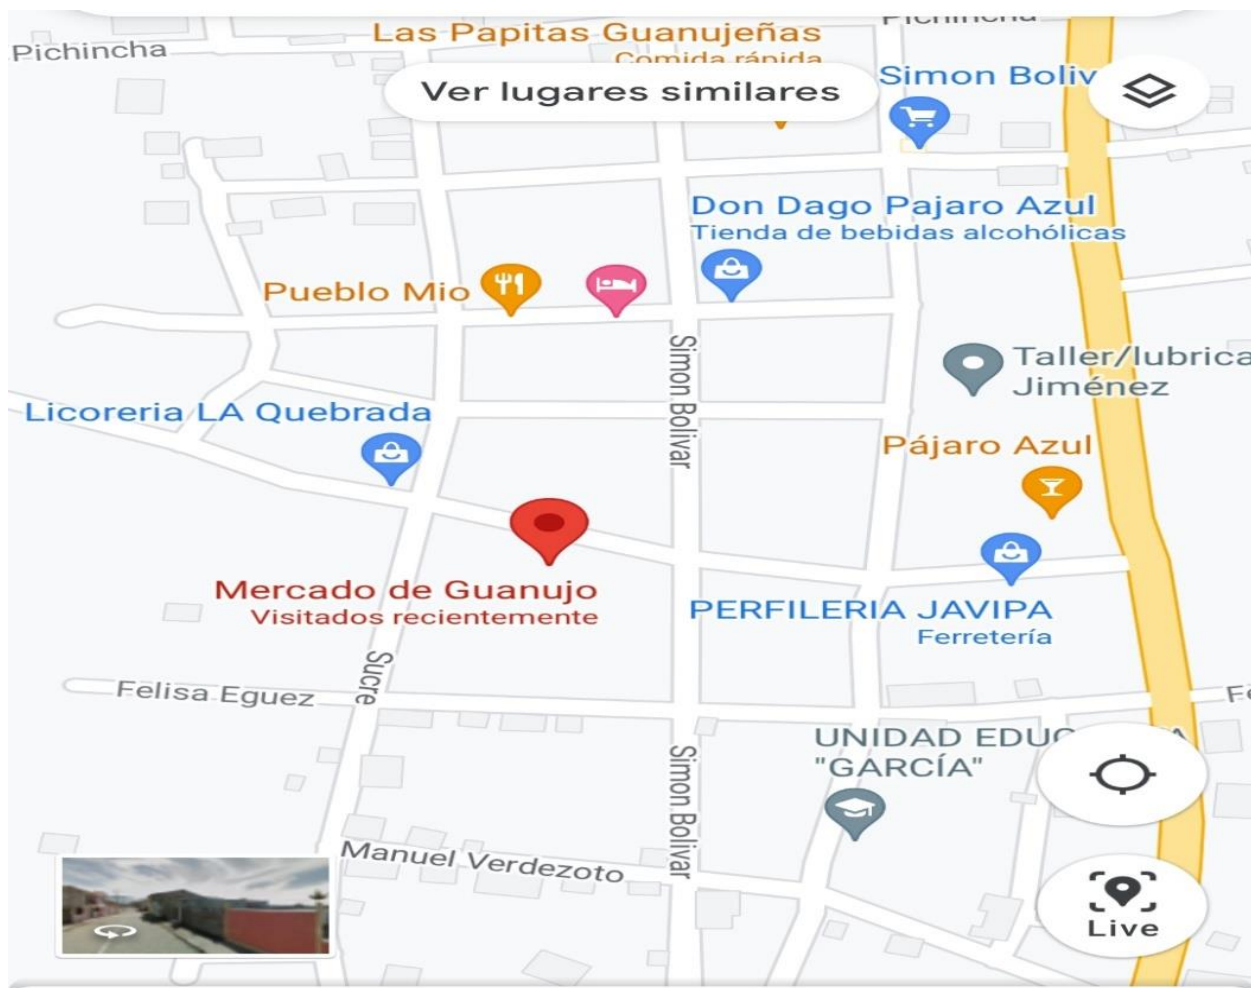 Pichincha
Las Papitas Guanujeñas
Pichincha
Comida rápida
Ver lugares similares
Simon Boliv
Don Dago Pajaro Azul
Tienda de bebidas alcohólicas
Pueblo Mio
Simon Bolivar
Taller/lubrica
Jiménez
Licoreria LA Quebrada
Pájaro Azul
Mercado de Guanujo
Visitados recientemente
PERFILERIA JAVIPA
Ferretería
Sucre
Felisa Eguez
Fe
UNIDAD EDUC A
"GARCÍA"
Simon Bolivar
Manuel Verdezoto
Live